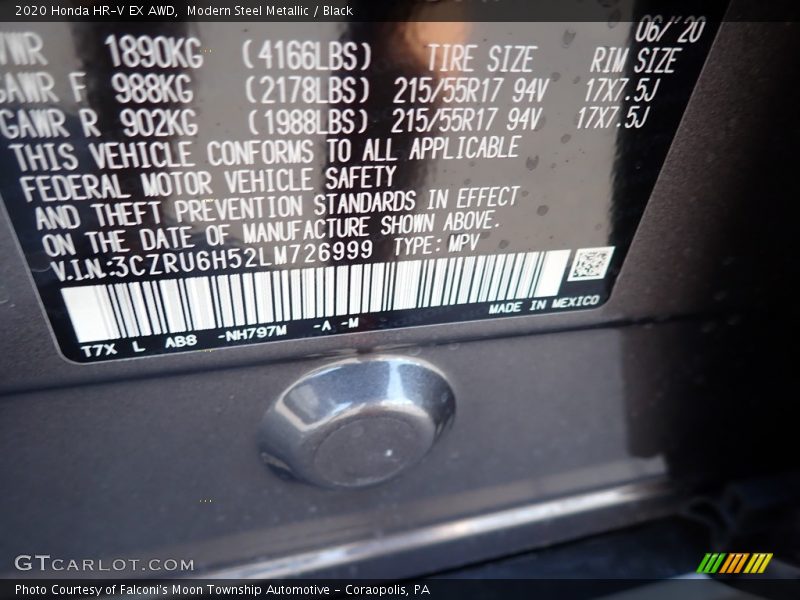 2020 Honda HR-V EX AWD,  Modern Steel Metallic / Black
06/'20
1890KG (4166LBS) TIRE SIZE RIM SIZE
GAWR F 988KG (2178LBS) 215/55R17 94V 17X7.5J
GAWR R 902KG (1988LBS) 215/55R17 94V 17X7.5J
THIS VEHICLE CONFORMS TO ALL APPLICABLE
FEDERAL MOTOR VEHICLE SAFETY
AND THEFT PREVENTION STANDARDS IN EFFECT
ON THE DATE OF MANUFACTURE SHOWN ABOVE.
V.I.N:3CZRU6H52LM726999 TYPE:MPV
MADE IN MEXICO
T7X L AB8 -NH797M -A -M
GTCARLOT.COM
Photo Courtesy of Falconi's Moon Township Automotive - Coraopolis, PA